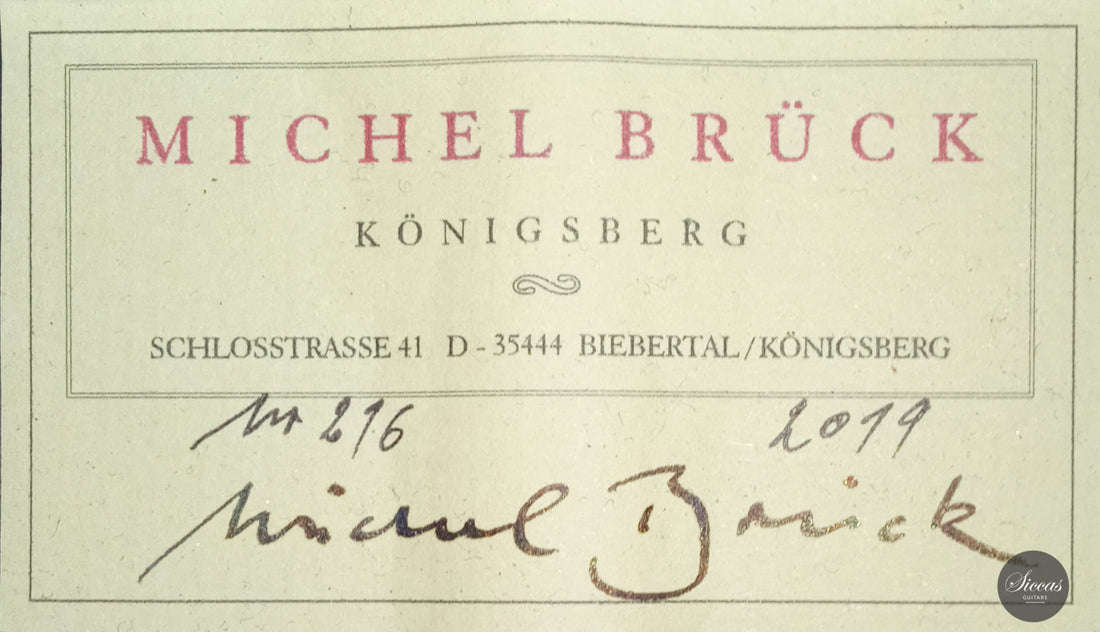 MICHEL BRÜCK
KÖNIGSBERG
SCHLOSSTRASSE 41 D - 35444 BIEBERTAL/KÖNIGSBERG
Nr 216 2019
Michel Brück
Siccas
GUITARS